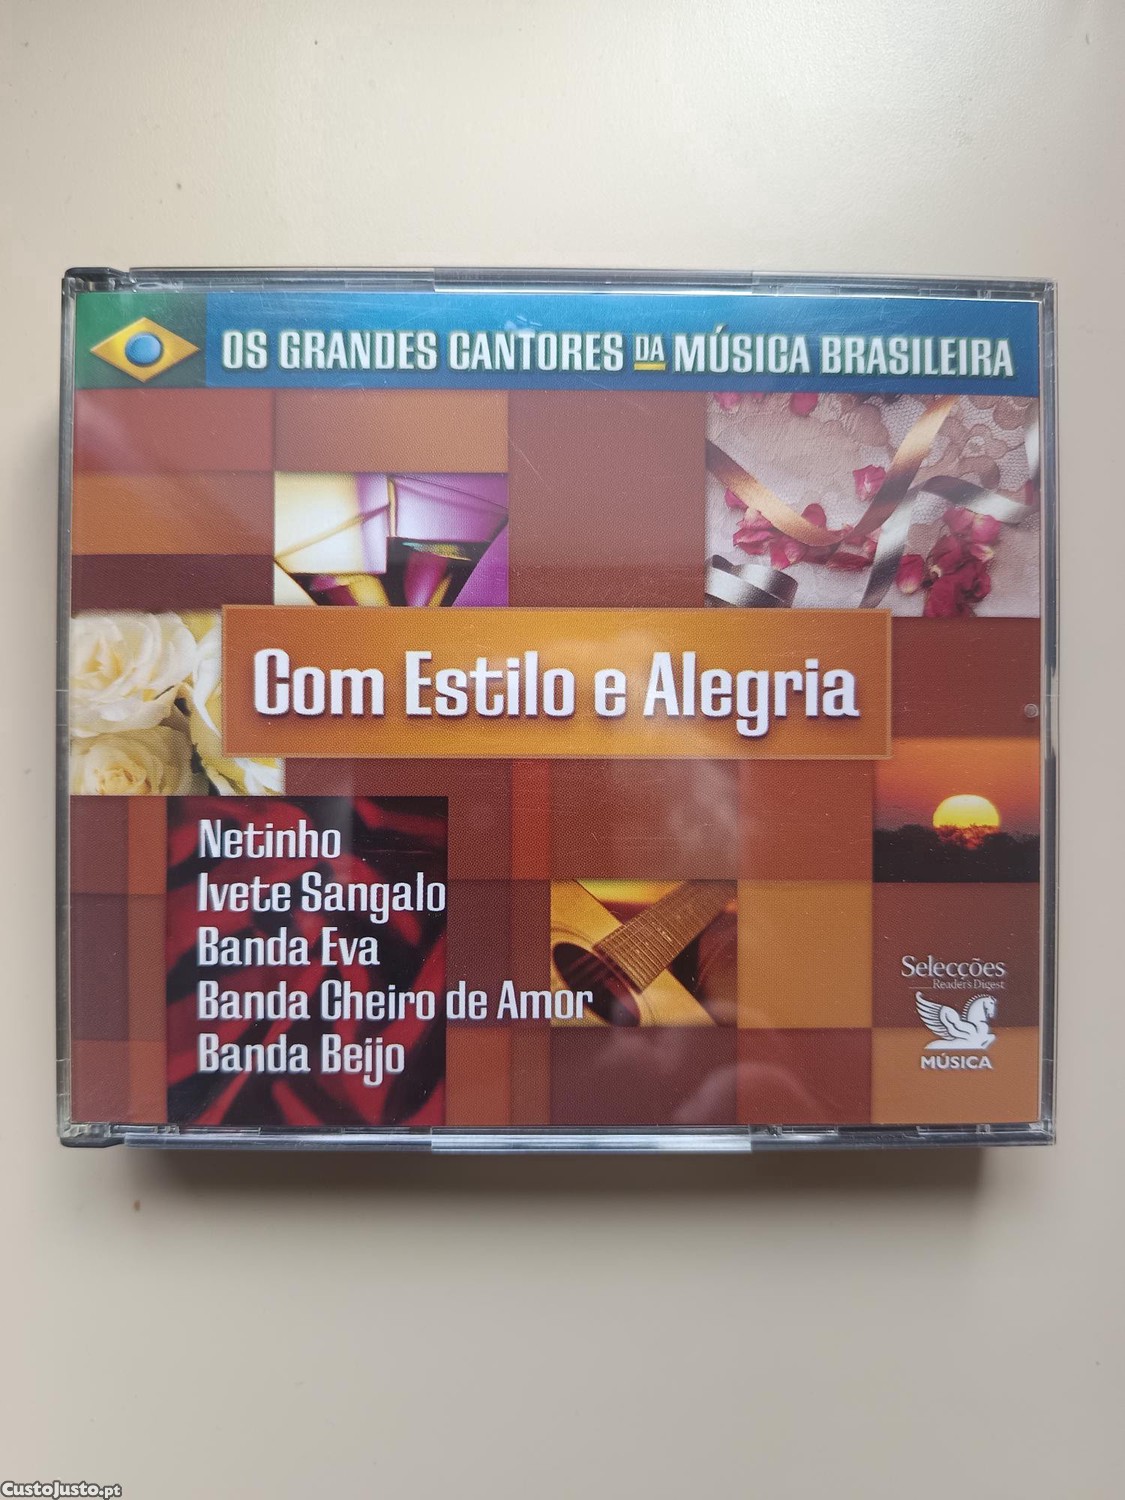 OS GRANDES CANTORES DA MÚSICA BRASILEIRA
Com Estilo e Alegria
Netinho
Ivete Sangalo
Banda Eva
Banda Cheiro de Amor
Banda Beijo
Selecções
Reader's Digest
MÚSICA
CustoJusto.pt